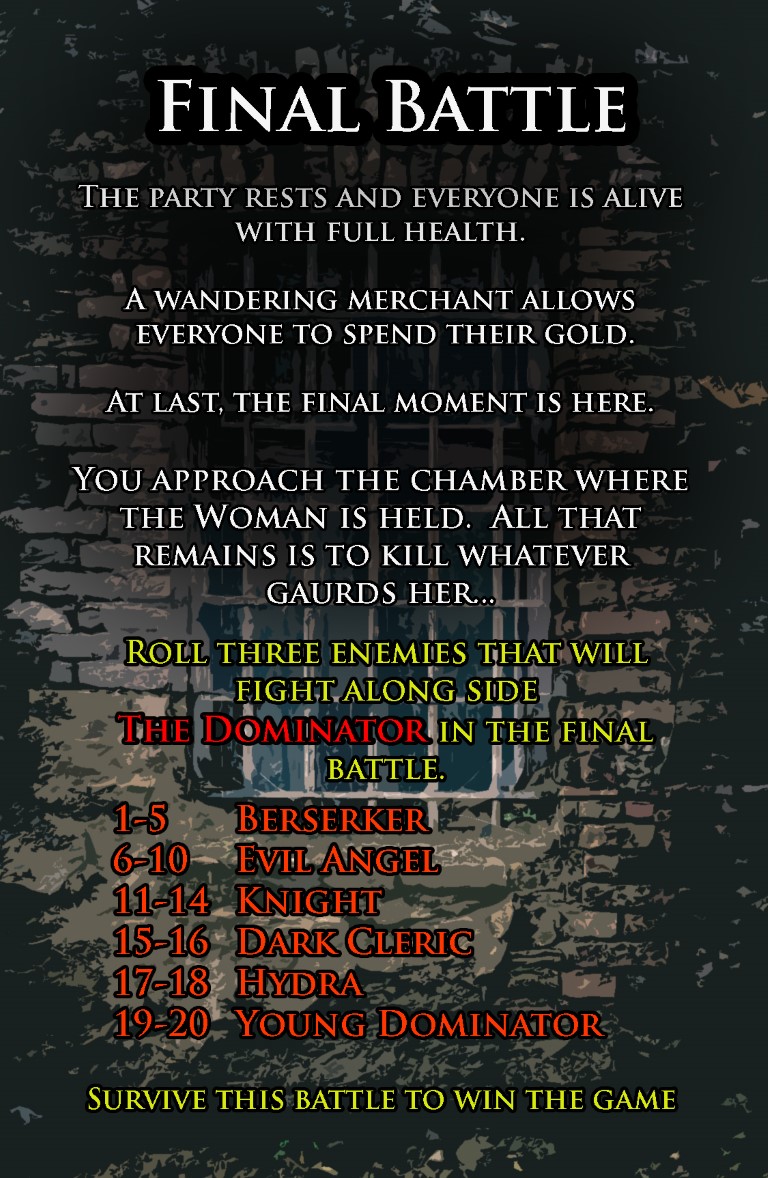 Final Battle
The party rests and everyone is alive
with full health.
A wandering merchant allows
everyone to spend their gold.
At last, the final moment is here.
You approach the chamber where
the Woman is held. All that
remains is to kill whatever
gaurds her...
Roll three enemies that will
fight along side
The Dominator in the final
battle.
1-5 Berserker
6-10 Evil Angel
11-14 Knight
15-16 Dark Cleric
17-18 Hydra
19-20 Young Dominator
Survive this battle to win the game